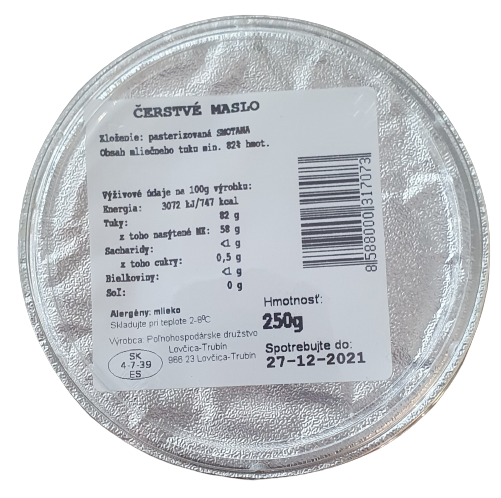 ČERSTVÉ MASLO
Zloženie: pasterizovaná SMOTANA
Obsah mliečneho tuku min. 82% hmot.
Výživové údaje na 100g výrobku:
Energia: 3072 kJ/747 kcal
Tuky: 82 g
z toho nasýtené MK: 58 g
Sacharidy: <1 g
z toho cukry: 0,5 g
Bielkoviny: <1 g
Soľ: 0 g
Alergény: mlieko
Skladujte pri teplote 2-8ºC
Výrobca: Poľnohospodárske družstvo
Lovčica-Trubín
966 23 Lovčica-Trubín
SK
4-7-39
ES
Hmotnosť:
250g
Spotrebujte do:
27-12-2021
8588000317073